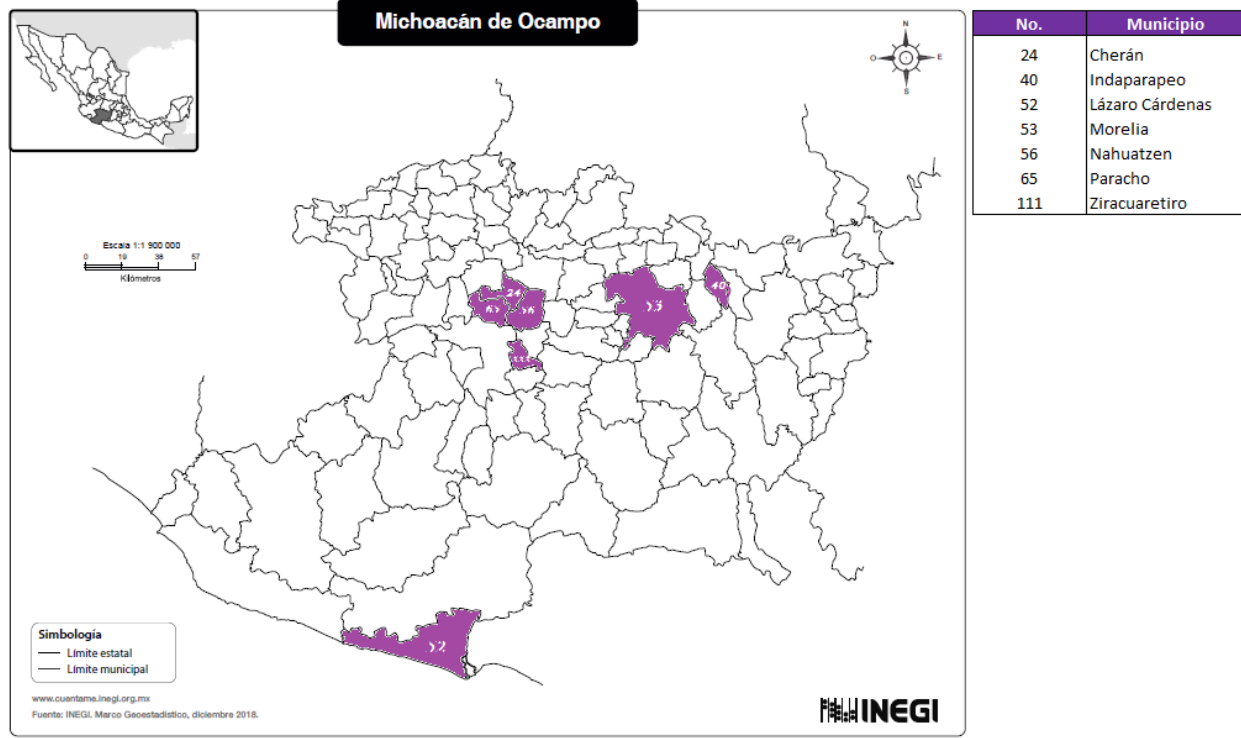 Michoacán de Ocampo
N
O
E
S
Escala 1:1 900 000
0 19 38 57
Kilómetros
24
65
56
53
40
111
52
Simbología
Límite estatal
Límite municipal
www.cuentame.inegi.org.mx
Fuente: INEGI. Marco Geoestadístico, diciembre 2018.
INEGI
No. Municipio
24 Cherán
40 Indaparapeo
52 Lázaro Cárdenas
53 Morelia
56 Nahuatzen
65 Paracho
111 Ziracuaretiro